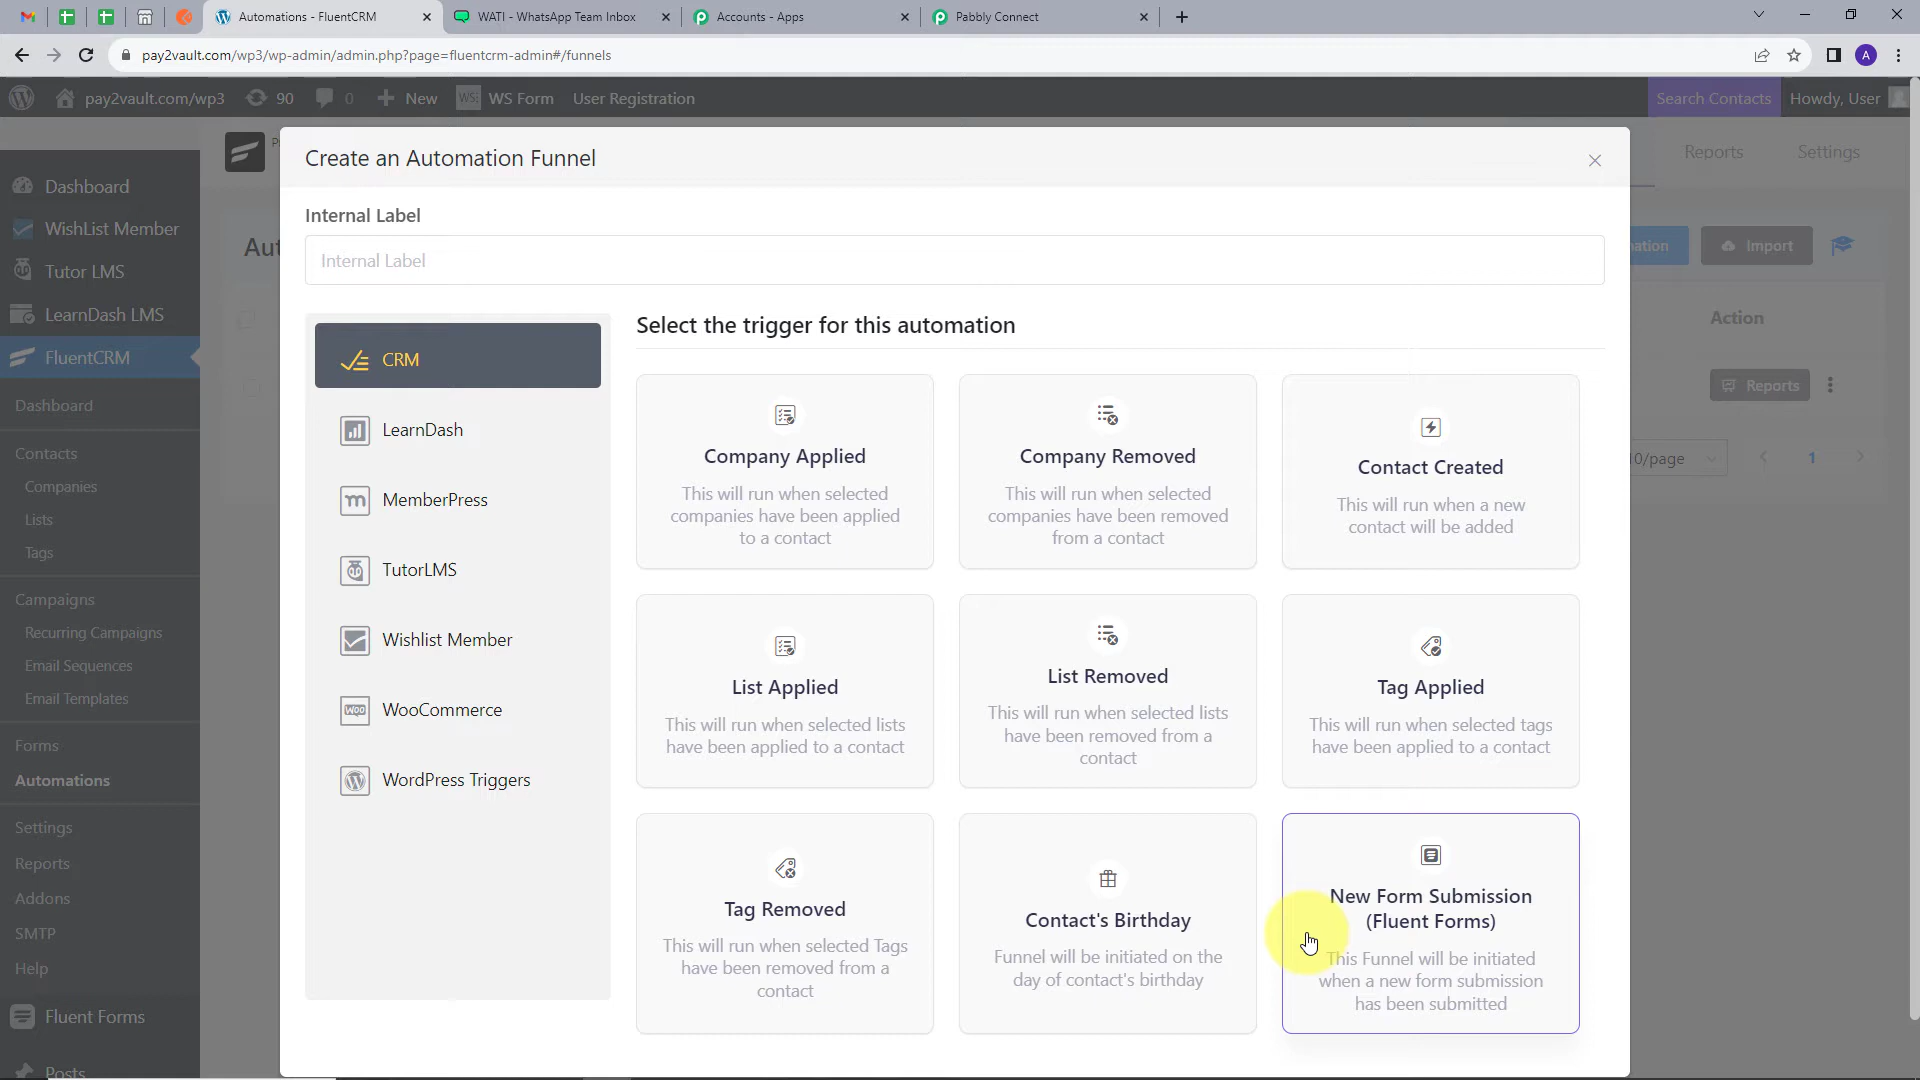 Automations - FluentCRM
WATI - WhatsApp Team Inbox
Accounts - Apps
Pabbly Connect
pay2vault.com/wp3/wp-admin/admin.php?page=fluentcrm-admin#/funnels
A
pay2vault.com/wp3
90
0
New
WS Form
User Registration
Search Contacts
Howdy, User
Dashboard
WishList Member
Tutor LMS
LearnDash LMS
FluentCRM
Dashboard
Contacts
Companies
Lists
Tags
Campaigns
Recurring Campaigns
Email Sequences
Email Templates
Forms
Automations
Settings
Reports
Addons
SMTP
Help
Fluent Forms
Posts
Reports
Settings
Aut
ation
Import
Action
Reports
10/page
1
Create an Automation Funnel
Internal Label
Internal Label
CRM
LearnDash
MemberPress
TutorLMS
Wishlist Member
WooCommerce
WordPress Triggers
Select the trigger for this automation
Company Applied
This will run when selected
companies have been applied
to a contact
Company Removed
This will run when selected
companies have been removed
from a contact
Contact Created
This will run when a new
contact will be added
List Applied
This will run when selected lists
have been applied to a contact
List Removed
This will run when selected lists
have been removed from a
contact
Tag Applied
This will run when selected tags
have been applied to a contact
Tag Removed
This will run when selected Tags
have been removed from a
contact
Contact's Birthday
Funnel will be initiated on the
day of contact's birthday
New Form Submission
(Fluent Forms)
This Funnel will be initiated
when a new form submission
has been submitted